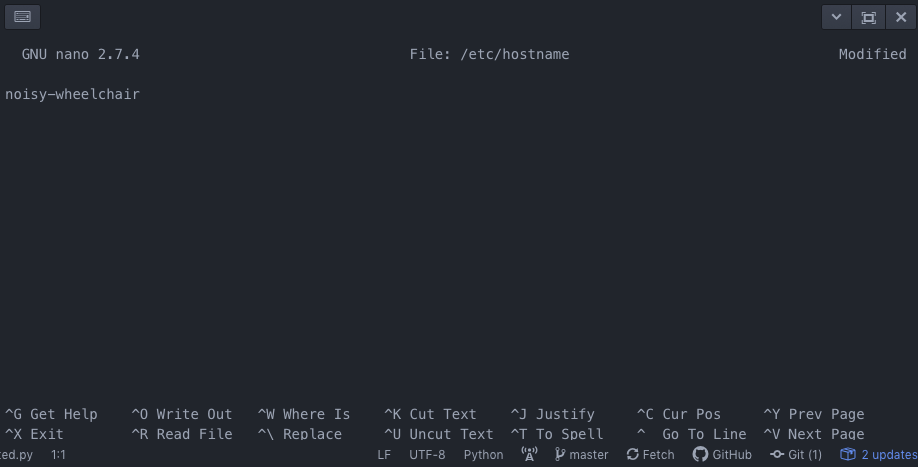 GNU nano 2.7.4 File: /etc/hostname Modified
noisy-wheelchair
^G Get Help ^O Write Out ^W Where Is ^K Cut Text ^J Justify ^C Cur Pos ^Y Prev Page
^X Exit ^R Read File ^\ Replace ^U Uncut Text ^T To Spell ^ Go To Line ^V Next Page
ted.py 1:1 LF UTF-8 Python master Fetch GitHub Git (1) 2 updates